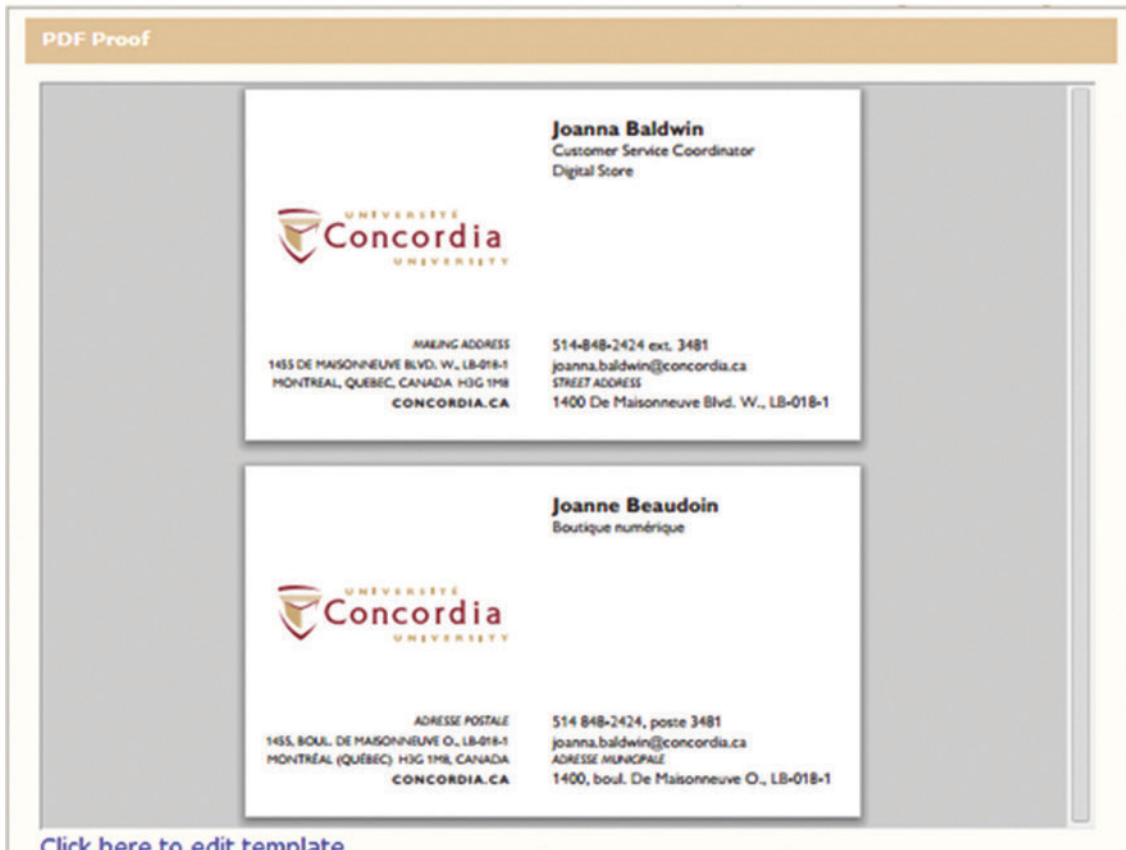 PDF Proof
Joanna Baldwin
Customer Service Coordinator
Digital Store
UNIVERSITÉ
Concordia
UNIVERSITY
MAILING ADDRESS
1455 DE MAISONNEUVE BLVD. W., LB-018-1
MONTREAL, QUEBEC, CANADA H3G 1M8
CONCORDIA.CA
514-848-2424 ext. 3481
joanna.baldwin@concordia.ca
STREET ADDRESS
1400 De Maisonneuve Blvd. W., LB-018-1
Joanne Beaudoin
Boutique numérique
UNIVERSITÉ
Concordia
UNIVERSITY
ADRESSE POSTALE
1455, BOUL. DE MAISONNEUVE O., LB-018-1
MONTRÉAL (QUÉBEC) H3G 1M8, CANADA
CONCORDIA.CA
514 848-2424, poste 3481
joanna.baldwin@concordia.ca
ADRESSE MUNICIPALE
1400, boul. De Maisonneuve O., LB-018-1
Click here to edit template